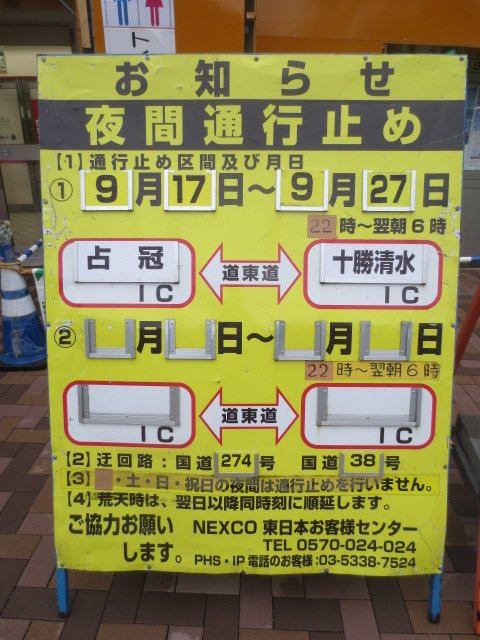 お知らせ
夜間通行止め
【1】通行止め区間及び月日
① 9月17日〜9月27日
22時〜翌朝6時
占冠IC 道東道 十勝清水IC
② 月 日〜 月 日
22時〜翌朝6時
IC 道東道 IC
【2】迂回路：国道274号 国道38号
【3】・土・日・祝日の夜間は通行止めを行いません。
【4】荒天時は、翌日以降同時刻に順延します。
ご協力お願いします。
NEXCO 東日本お客様センター
TEL 0570-024-024
PHS・IP電話のお客様：03-5338-7524